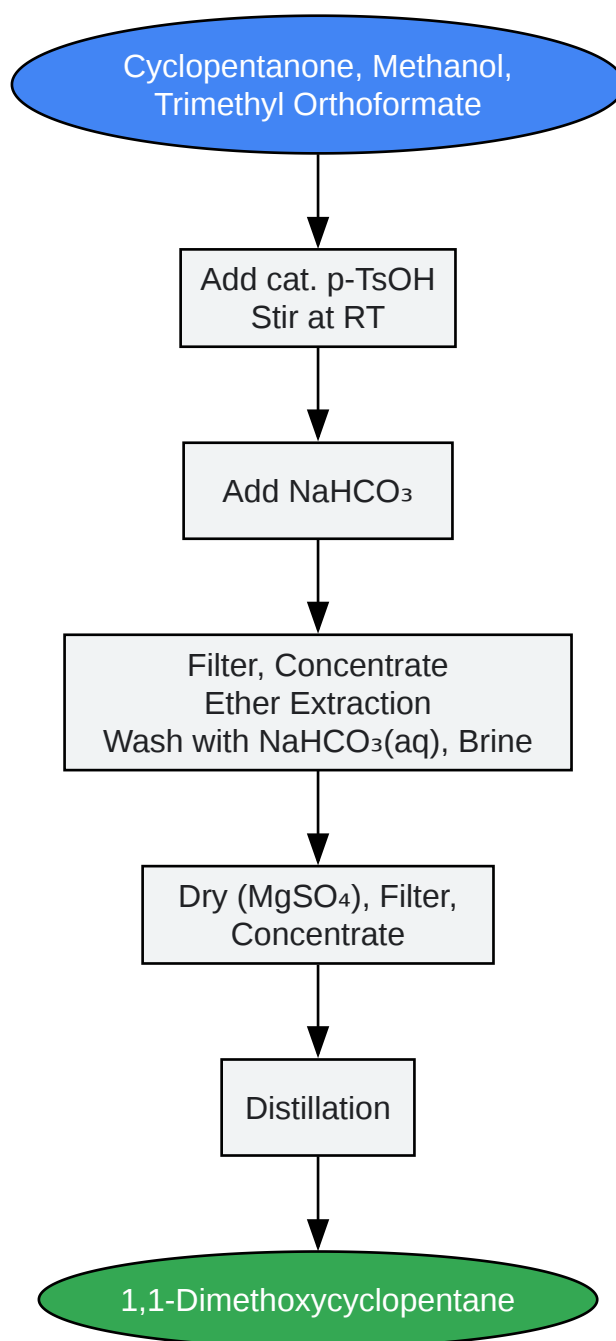 Cyclopentanone, Methanol,
Trimethyl Orthoformate
Add cat. p-TsOH
Stir at RT
Add NaHCO₃
Filter, Concentrate
Ether Extraction
Wash with NaHCO₃(aq), Brine
Dry (MgSO₄), Filter,
Concentrate
Distillation
1,1-Dimethoxycyclopentane